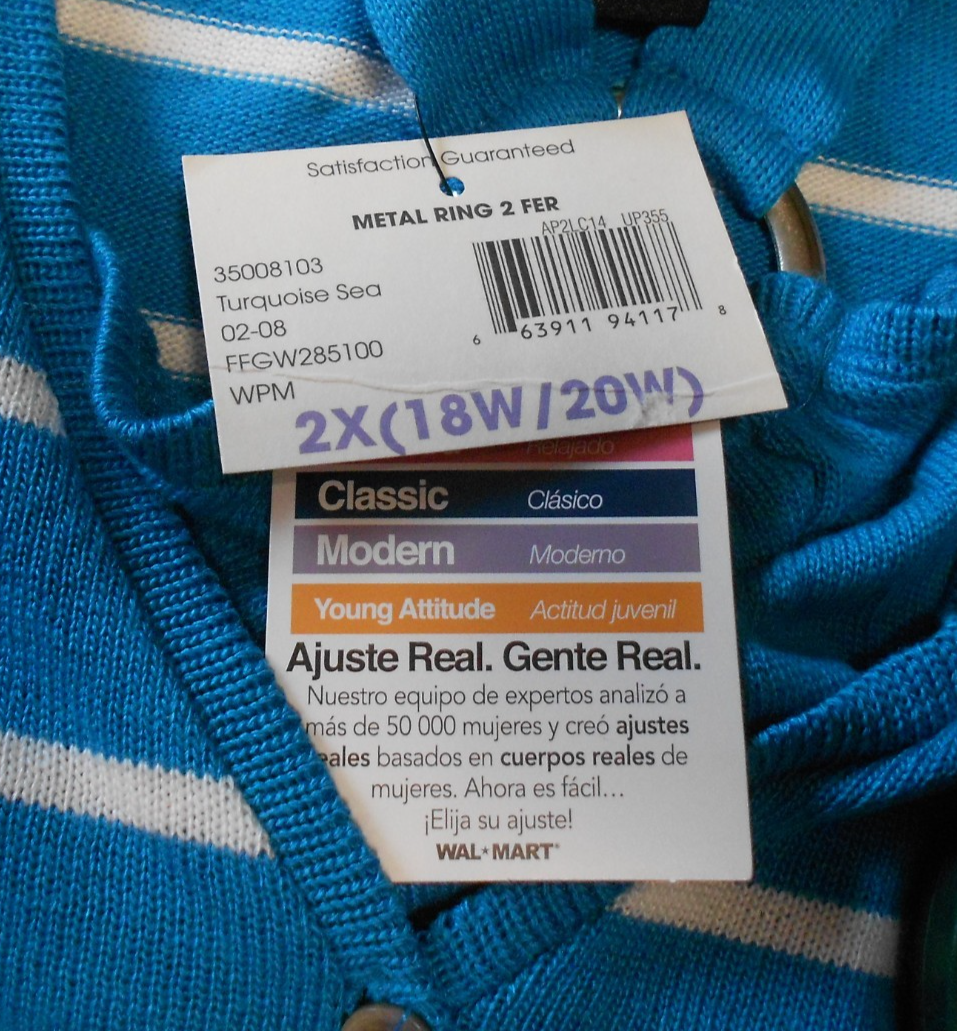 Satisfaction Guaranteed
METAL RING 2 FER
AP2LC14 UP355
35008103
Turquoise Sea
02-08
FFGW285100
WPM
6 63911 94117 8
2X(18W/20W)
Relajado
Classic Clásico
Modern Moderno
Young Attitude Actitud juvenil
Ajuste Real. Gente Real.
Nuestro equipo de expertos analizó a
más de 50 000 mujeres y creó ajustes
eales basados en cuerpos reales de
mujeres. Ahora es fácil...
¡Elija su ajuste!
WAL★MART®